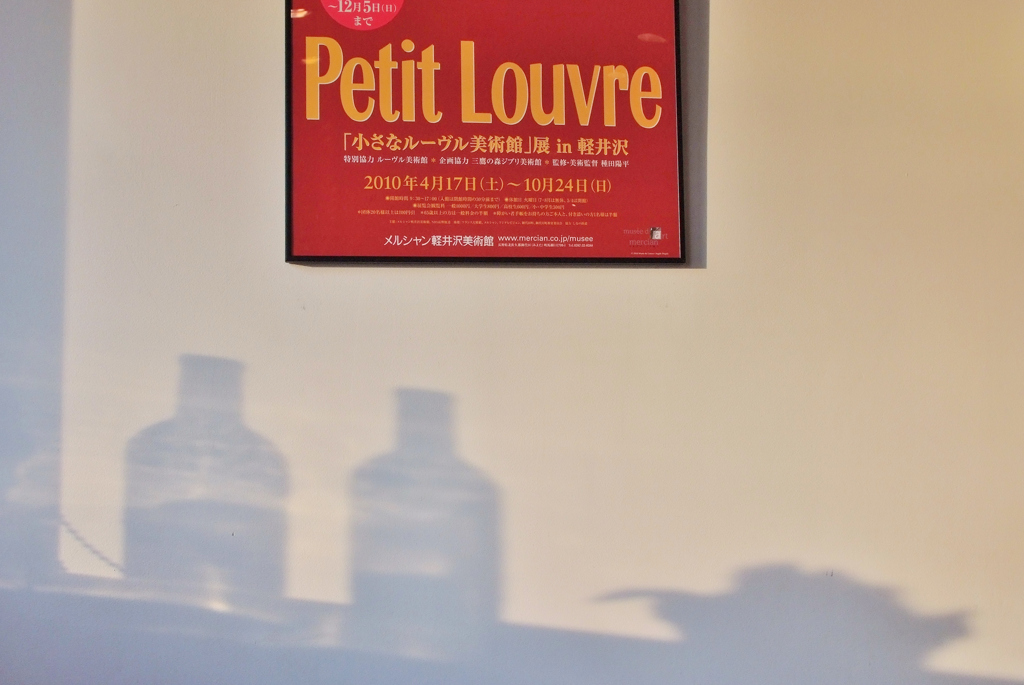 ～12月5日(日)
まで
Petit Louvre
「小さなルーヴル美術館」展 in 軽井沢
特別協力 ルーヴル美術館 ● 企画協力 三鷹の森ジブリ美術館 ● 監修・美術監督 種田陽平
2010年4月17日(土)～10月24日(日)
メルシャン軽井沢美術館 www.mercian.co.jp/musee
musée d'art
mercian